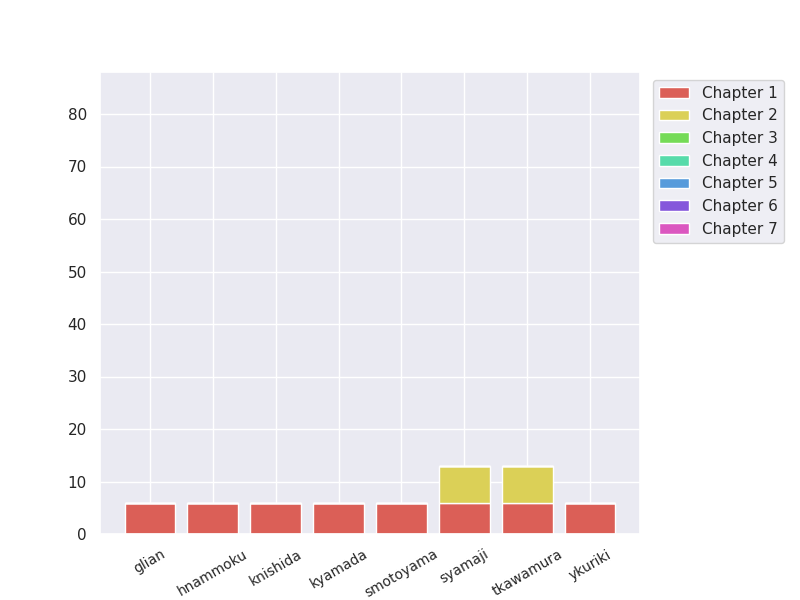 80
70
60
50
40
30
20
10
0
glian
hnammoku
knishida
kyamada
smotoyama
syamaji
tkawamura
ykuriki
Chapter 1
Chapter 2
Chapter 3
Chapter 4
Chapter 5
Chapter 6
Chapter 7